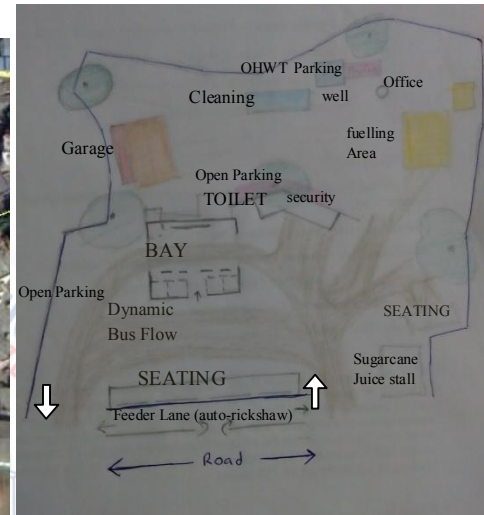 OHWT Parking
Office
Cleaning
well
fuelling
Area
Garage
Open Parking
TOILET
security
BAY
Open Parking
Dynamic
Bus Flow
SEATING
SEATING
Sugarcane
Juice stall
Feeder Lane (auto-rickshaw)
Road